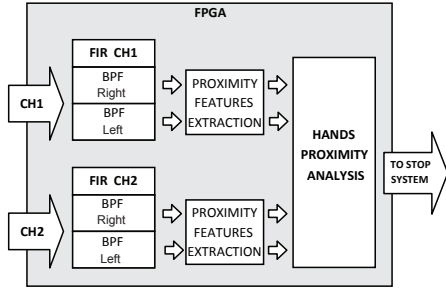 FPGA
CH1
FIR CH1
BPF
Right
BPF
Left
PROXIMITY
FEATURES
EXTRACTION
HANDS
PROXIMITY
ANALYSIS
TO STOP
SYSTEM
CH2
FIR CH2
BPF
Right
BPF
Left
PROXIMITY
FEATURES
EXTRACTION